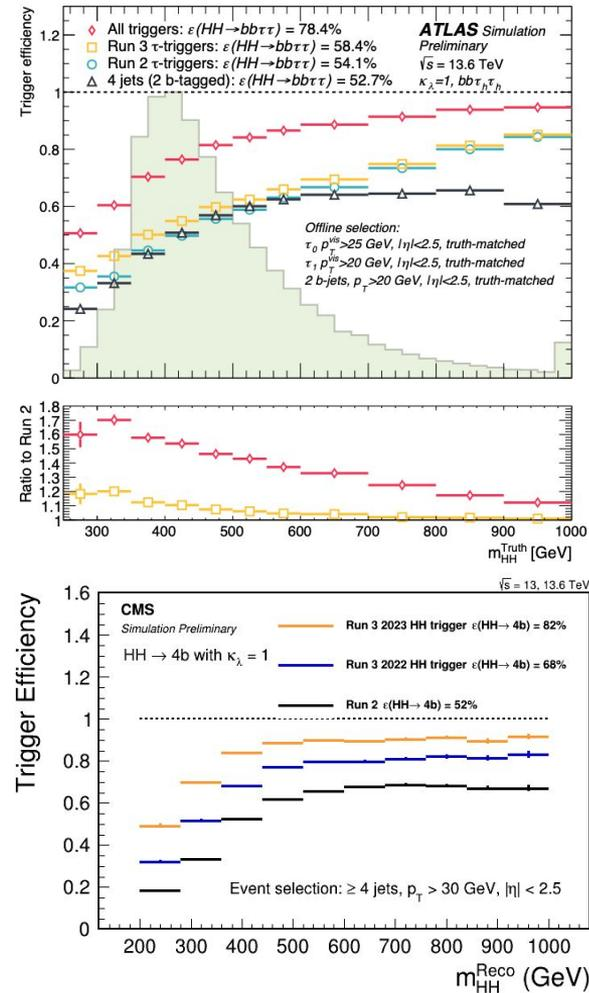 Trigger efficiency
1.2
1
0.8
0.6
0.4
0.2
0
All triggers: ε(HH→bbττ) = 78.4%
Run 3 τ-triggers: ε(HH→bbττ) = 58.4%
Run 2 τ-triggers: ε(HH→bbττ) = 54.1%
4 jets (2 b-tagged): ε(HH→bbττ) = 52.7%
ATLAS Simulation
Preliminary
√s = 13.6 TeV
κλ=1, bbτhτh
Offline selection:
τ0 pTvis>25 GeV, |η|<2.5, truth-matched
τ1 pTvis>20 GeV, |η|<2.5, truth-matched
2 b-jets, pT>20 GeV, |η|<2.5, truth-matched
Ratio to Run 2
1.8
1.7
1.6
1.5
1.4
1.3
1.2
1.1
1
300 400 500 600 700 800 900 1000
mHHTruth [GeV]
√s = 13, 13.6 TeV
Trigger Efficiency
1.6
1.4
1.2
1
0.8
0.6
0.4
0.2
0
CMS
Simulation Preliminary
HH → 4b with κλ = 1
Run 3 2023 HH trigger ε(HH→ 4b) = 82%
Run 3 2022 HH trigger ε(HH→ 4b) = 68%
Run 2 ε(HH→ 4b) = 52%
Event selection: ≥ 4 jets, pT > 30 GeV, |η| < 2.5
200 300 400 500 600 700 800 900 1000
mHHReco (GeV)